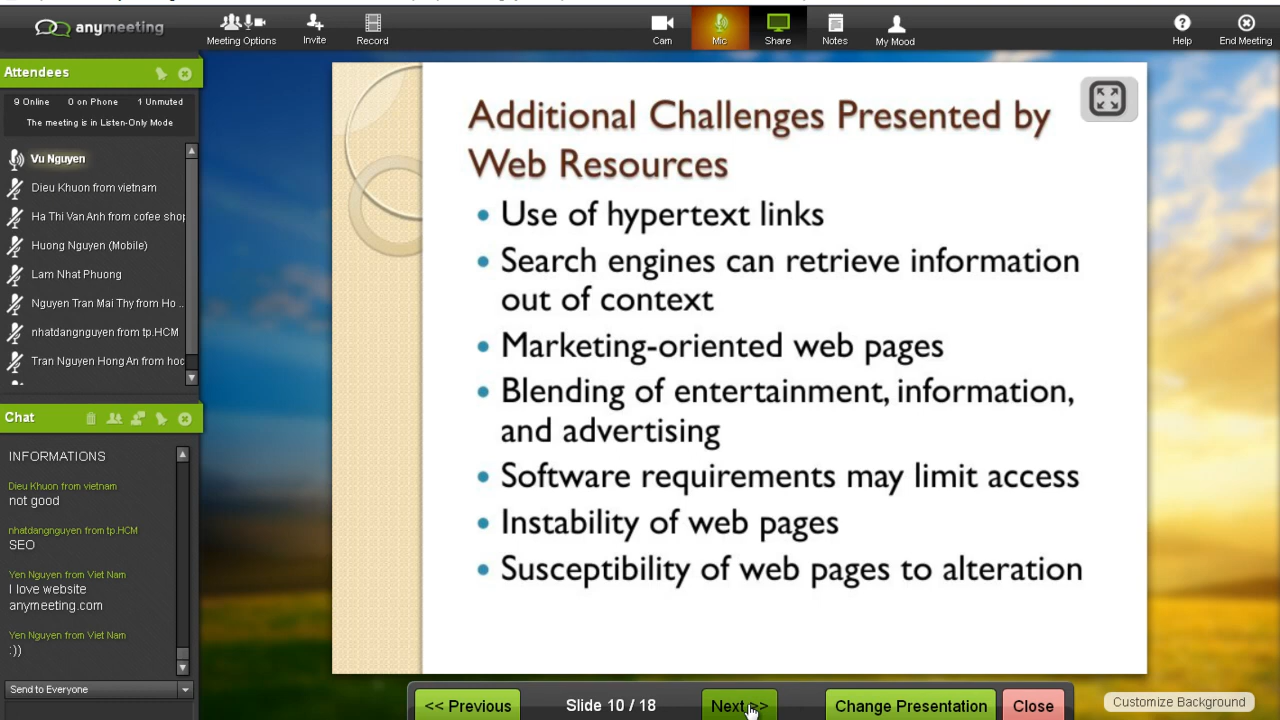 anymeeting
Meeting Options
Invite
Record
Cam
Mic
Share
Notes
My Mood
Help
End Meeting
Attendees
9 Online 0 on Phone 1 Unmuted
The meeting is in Listen-Only Mode
Vu Nguyen
Dieu Khuon from vietnam
Ha Thi Van Anh from cofee shop
Huong Nguyen (Mobile)
Lam Nhat Phuong
Nguyen Tran Mai Thy from Ho ..
nhatdangnguyen from tp.HCM
Tran Nguyen Hong An from hoc
Chat
INFORMATIONS
Dieu Khuon from vietnam
not good
nhatdangnguyen from tp.HCM
SEO
Yen Nguyen from Viet Nam
I love website
anymeeting.com
Yen Nguyen from Viet Nam
:))
Send to Everyone
Additional Challenges Presented by
Web Resources
• Use of hypertext links
• Search engines can retrieve information
out of context
• Marketing-oriented web pages
• Blending of entertainment, information,
and advertising
• Software requirements may limit access
• Instability of web pages
• Susceptibility of web pages to alteration
<< Previous
Slide 10 / 18
Next >>
Change Presentation
Close
Customize Background